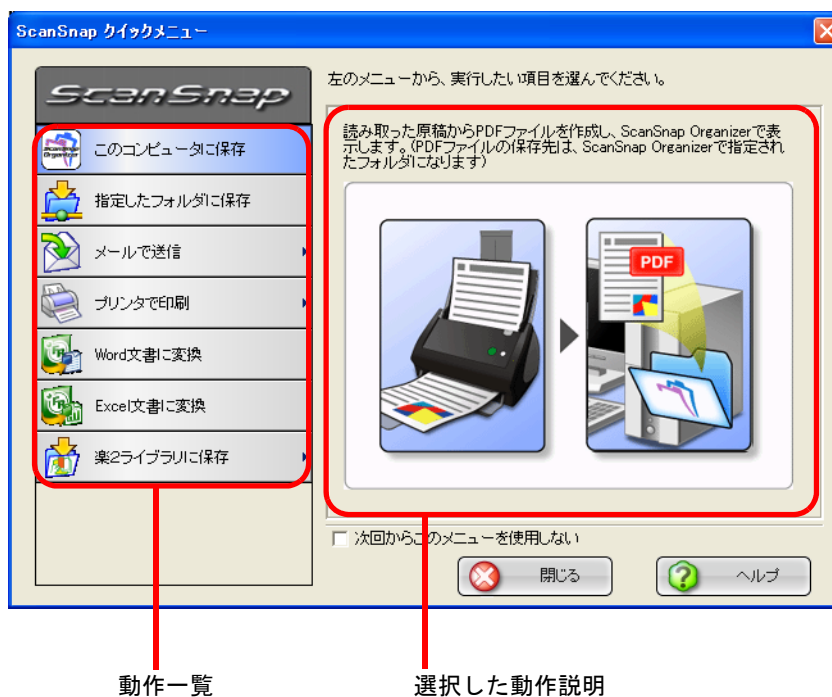 ScanSnap クイックメニュー
ScanSnap
左のメニューから、実行したい項目を選んでください。
このコンピュータに保存
指定したフォルダに保存
メールで送信
プリンタで印刷
Word文書に変換
Excel文書に変換
楽2ライブラリに保存
読み取った原稿からPDFファイルを作成し、ScanSnap Organizerで表
示します。(PDFファイルの保存先は、ScanSnap Organizerで指定され
たフォルダになります)
PDF
次回からこのメニューを使用しない
閉じる
ヘルプ
動作一覧
選択した動作説明